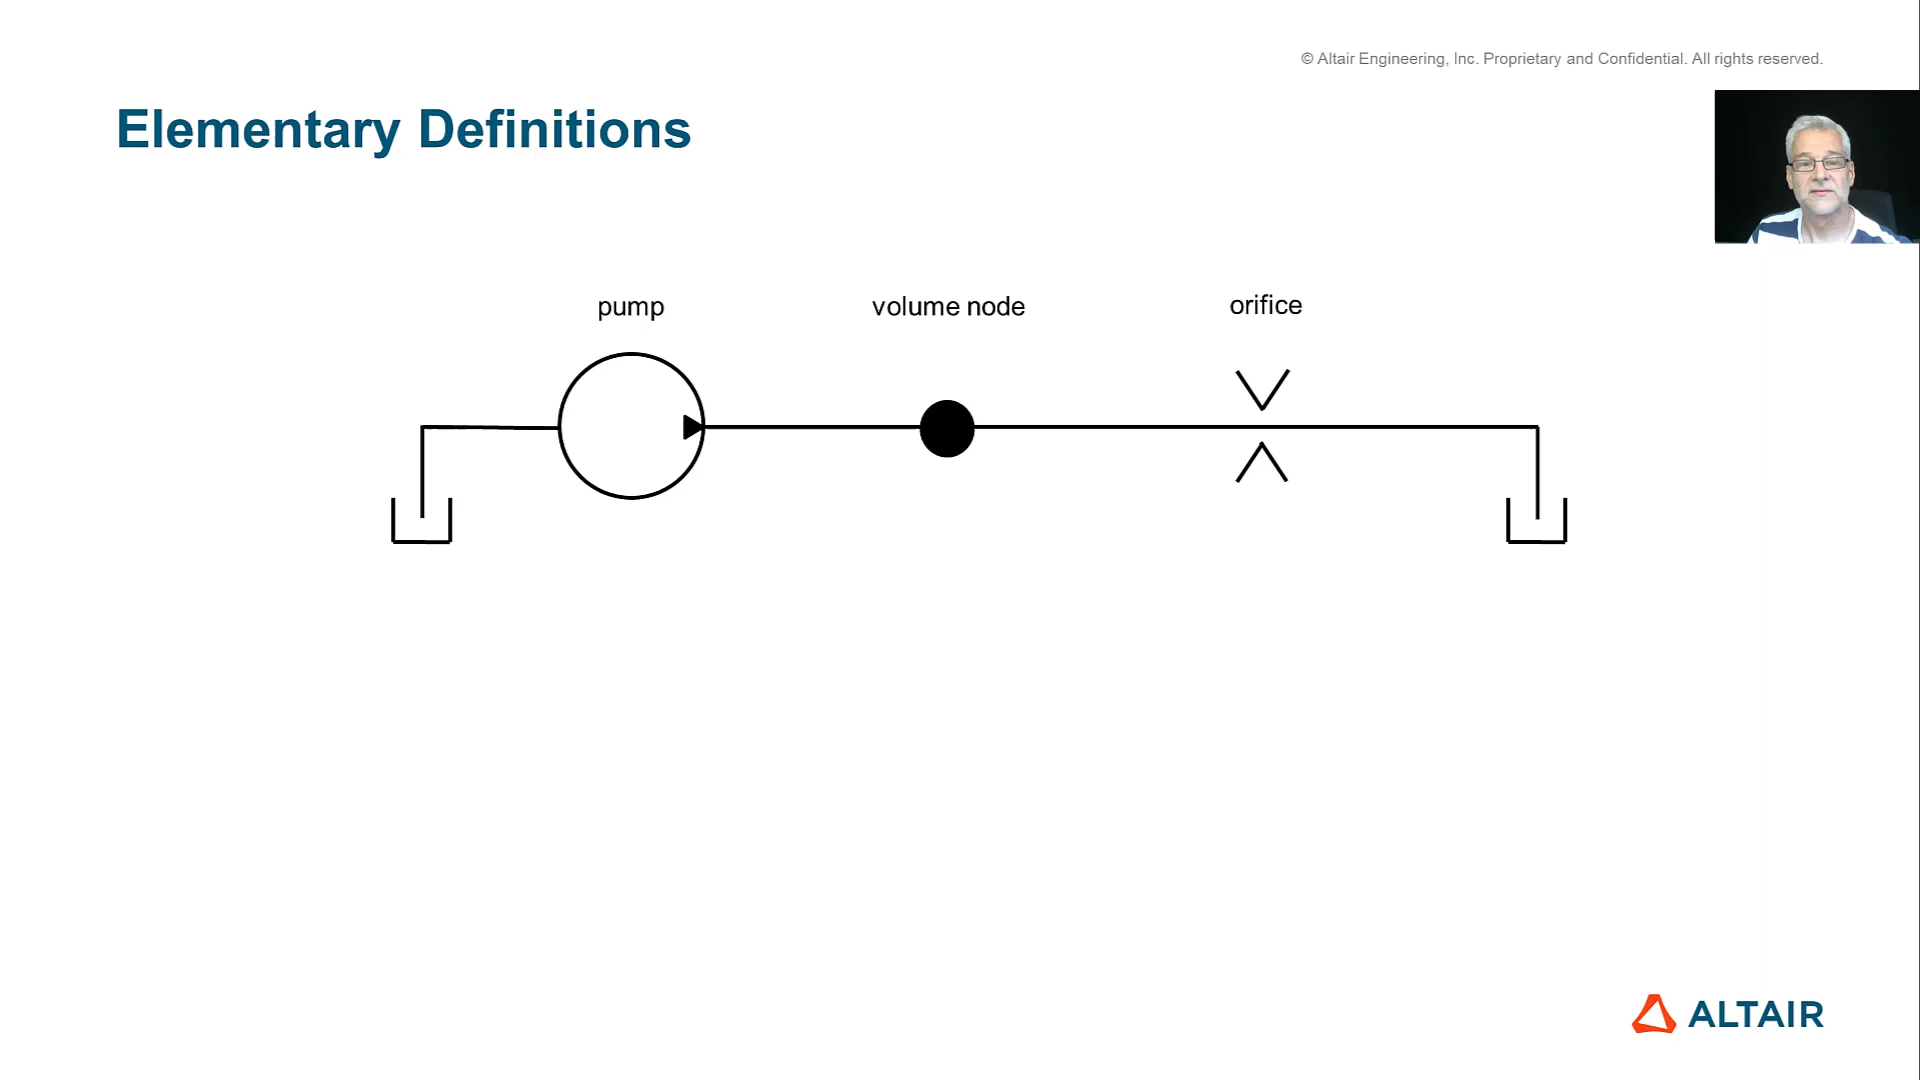 © Altair Engineering, Inc. Proprietary and Confidential. All rights reserved.
Elementary Definitions
pump
volume node
orifice
ALTAIR